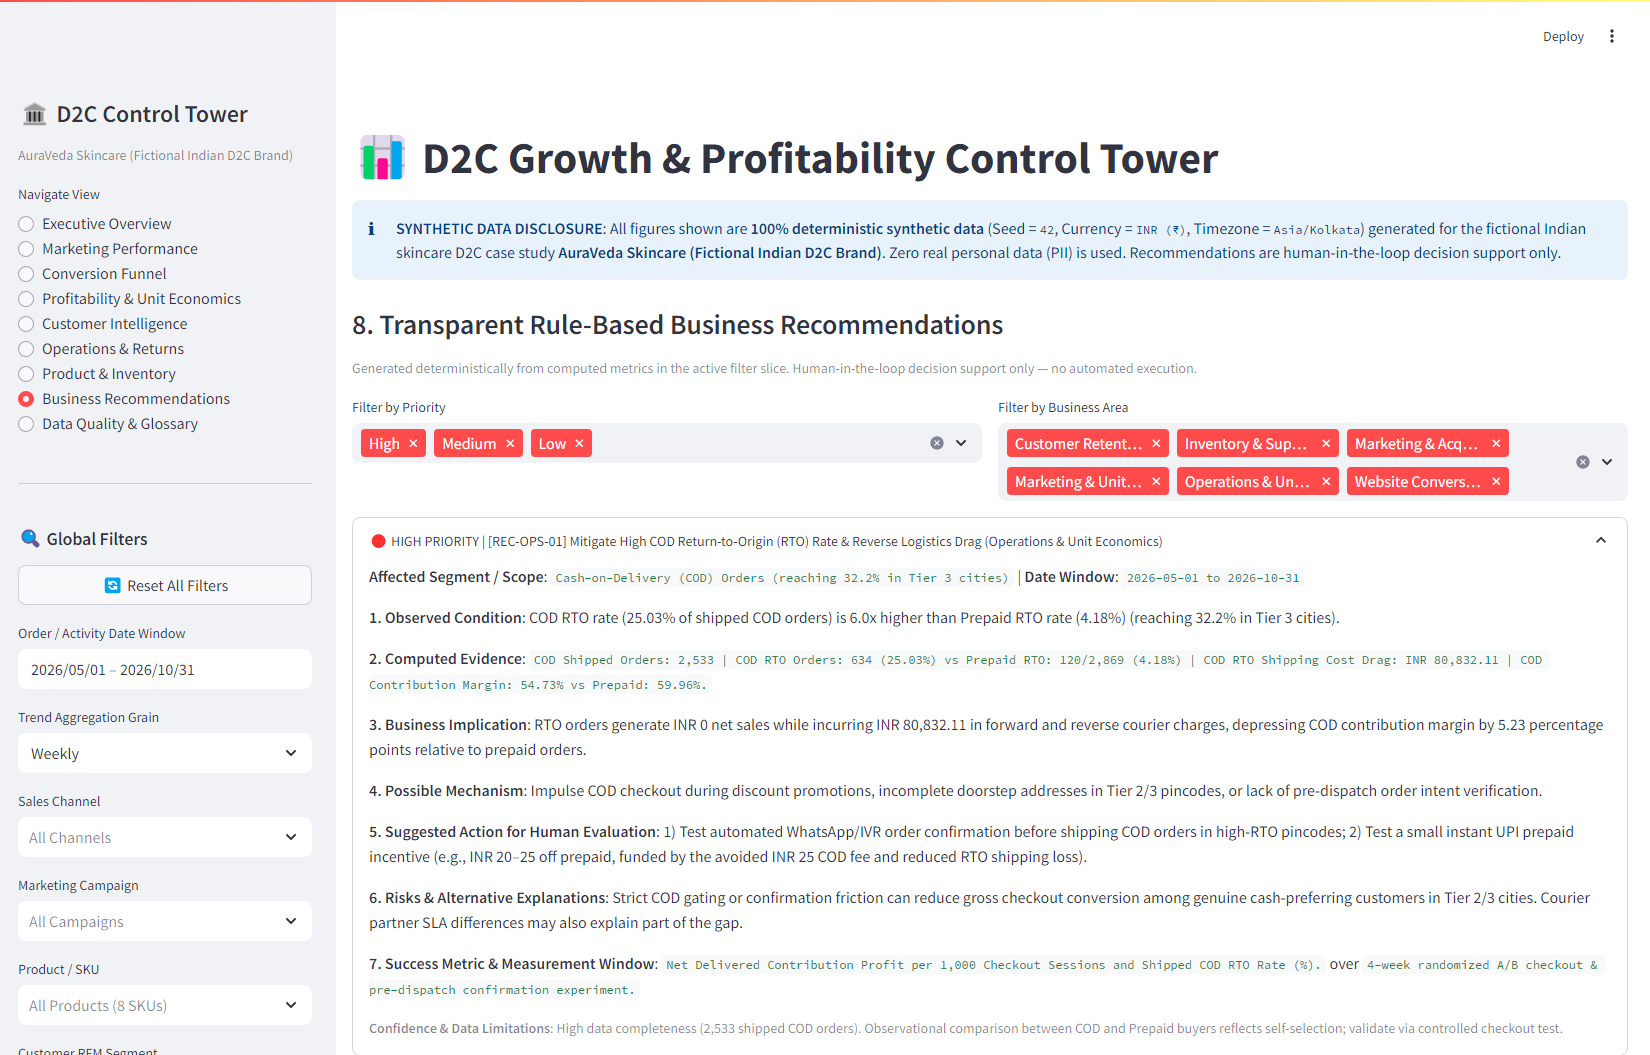 Deploy
D2C Control Tower
AuraVeda Skincare (Fictional Indian D2C Brand)
Navigate View
Executive Overview
Marketing Performance
Conversion Funnel
Profitability & Unit Economics
Customer Intelligence
Operations & Returns
Product & Inventory
Business Recommendations
Data Quality & Glossary
Global Filters
Reset All Filters
Order / Activity Date Window
2026/05/01 – 2026/10/31
Trend Aggregation Grain
Weekly
Sales Channel
All Channels
Marketing Campaign
All Campaigns
Product / SKU
All Products (8 SKUs)
Customer RFM Segment
D2C Growth & Profitability Control Tower
SYNTHETIC DATA DISCLOSURE: All figures shown are 100% deterministic synthetic data (Seed = 42, Currency = INR (₹), Timezone = Asia/Kolkata) generated for the fictional Indian
skincare D2C case study AuraVeda Skincare (Fictional Indian D2C Brand). Zero real personal data (PII) is used. Recommendations are human-in-the-loop decision support only.
8. Transparent Rule-Based Business Recommendations
Generated deterministically from computed metrics in the active filter slice. Human-in-the-loop decision support only — no automated execution.
Filter by Priority
High
Medium
Low
Filter by Business Area
Customer Retent...
Inventory & Sup...
Marketing & Acq...
Marketing & Unit...
Operations & Un...
Website Convers...
HIGH PRIORITY | [REC-OPS-01] Mitigate High COD Return-to-Origin (RTO) Rate & Reverse Logistics Drag (Operations & Unit Economics)
Affected Segment / Scope: Cash-on-Delivery (COD) Orders (reaching 32.2% in Tier 3 cities) | Date Window: 2026-05-01 to 2026-10-31
1. Observed Condition: COD RTO rate (25.03% of shipped COD orders) is 6.0x higher than Prepaid RTO rate (4.18%) (reaching 32.2% in Tier 3 cities).
2. Computed Evidence: COD Shipped Orders: 2,533 | COD RTO Orders: 634 (25.03%) vs Prepaid RTO: 120/2,869 (4.18%) | COD RTO Shipping Cost Drag: INR 80,832.11 | COD
Contribution Margin: 54.73% vs Prepaid: 59.96%.
3. Business Implication: RTO orders generate INR 0 net sales while incurring INR 80,832.11 in forward and reverse courier charges, depressing COD contribution margin by 5.23 percentage
points relative to prepaid orders.
4. Possible Mechanism: Impulse COD checkout during discount promotions, incomplete doorstep addresses in Tier 2/3 pincodes, or lack of pre-dispatch order intent verification.
5. Suggested Action for Human Evaluation: 1) Test automated WhatsApp/IVR order confirmation before shipping COD orders in high-RTO pincodes; 2) Test a small instant UPI prepaid
incentive (e.g., INR 20–25 off prepaid, funded by the avoided INR 25 COD fee and reduced RTO shipping loss).
6. Risks & Alternative Explanations: Strict COD gating or confirmation friction can reduce gross checkout conversion among genuine cash-preferring customers in Tier 2/3 cities. Courier
partner SLA differences may also explain part of the gap.
7. Success Metric & Measurement Window: Net Delivered Contribution Profit per 1,000 Checkout Sessions and Shipped COD RTO Rate (%). over 4-week randomized A/B checkout &
pre-dispatch confirmation experiment.
Confidence & Data Limitations: High data completeness (2,533 shipped COD orders). Observational comparison between COD and Prepaid buyers reflects self-selection; validate via controlled checkout test.